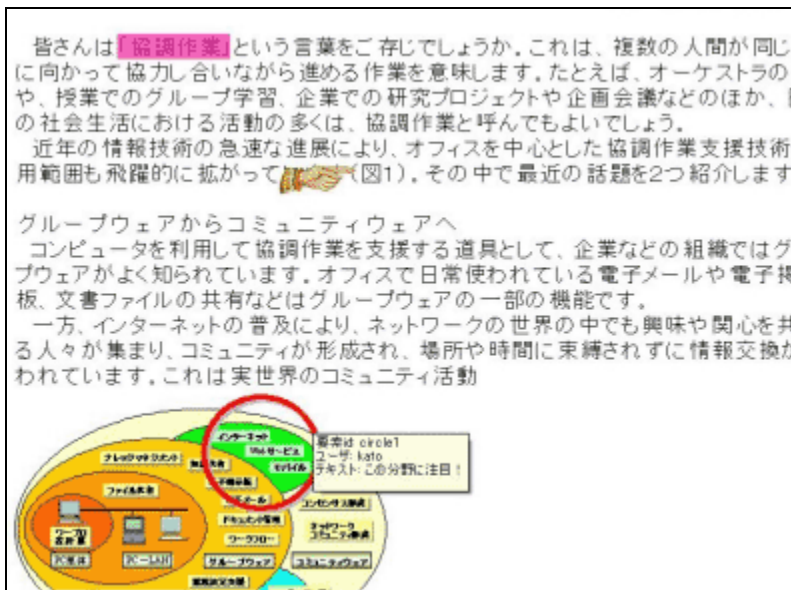 皆さんは「協調作業」という言葉をご存じでしょうか．これは、複数の人間が同じ
に向かって協力し合いながら進める作業を意味します．たとえば、オーケストラの
や、授業でのグループ学習、企業での研究プロジェクトや企画会議などのほか、
の社会生活における活動の多くは、協調作業と呼んでもよいでしょう．
近年の情報技術の急速な進展により、オフィスを中心とした協調作業支援技術
用範囲も飛躍的に拡がって（図1）．その中で最近の話題を2つ紹介します
グループウェアからコミュニティウェアへ
コンピュータを利用して協調作業を支援する道具として、企業などの組織ではグ
プウェアがよく知られています．オフィスで日常使われている電子メールや電子掲
板、文書ファイルの共有などはグループウェアの一部の機能です．
一方、インターネットの普及により、ネットワークの世界の中でも興味や関心を共
る人々が集まり、コミュニティが形成され、場所や時間に束縛されずに情報交換が
われています．これは実世界のコミュニティ活動
要素id circle1
ユーザ: kato
テキスト: この分野に注目！
インターネット
Webサービス
モバイル
ナレッジマネジメント
ファイル共有
ドキュメント管理
ワークフロー
コンセンサス形成
ネットワーク
コミュニティ形成
PC単体
PC-LAN
グループウェア
コミュニティウェア